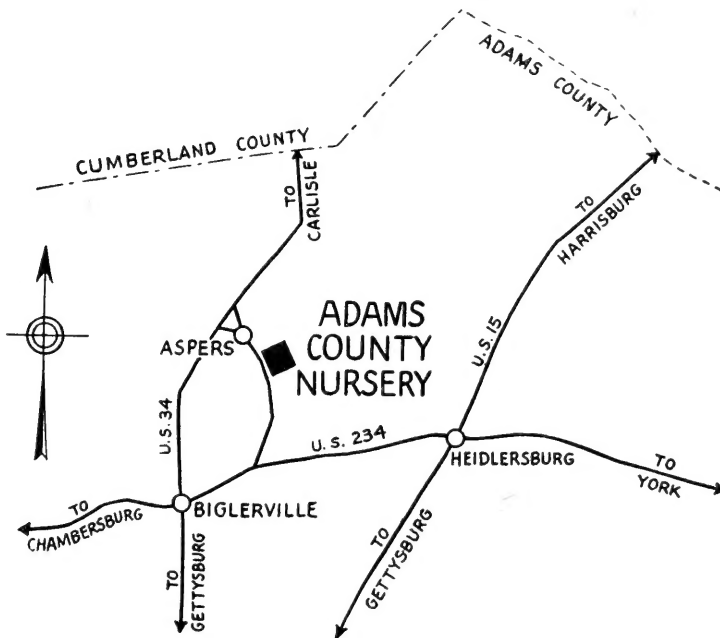 ADAMS COUNTY
CUMBERLAND COUNTY
TO
CARLISLE
TO
HARRISBURG
ADAMS
COUNTY
NURSERY
ASPERS
U.S. 15
U.S. 34
U.S. 234
HEIDLERSBURG
TO
YORK
TO
CHAMBERSBURG
BIGLERVILLE
TO
GETTYSBURG
TO
GETTYSBURG